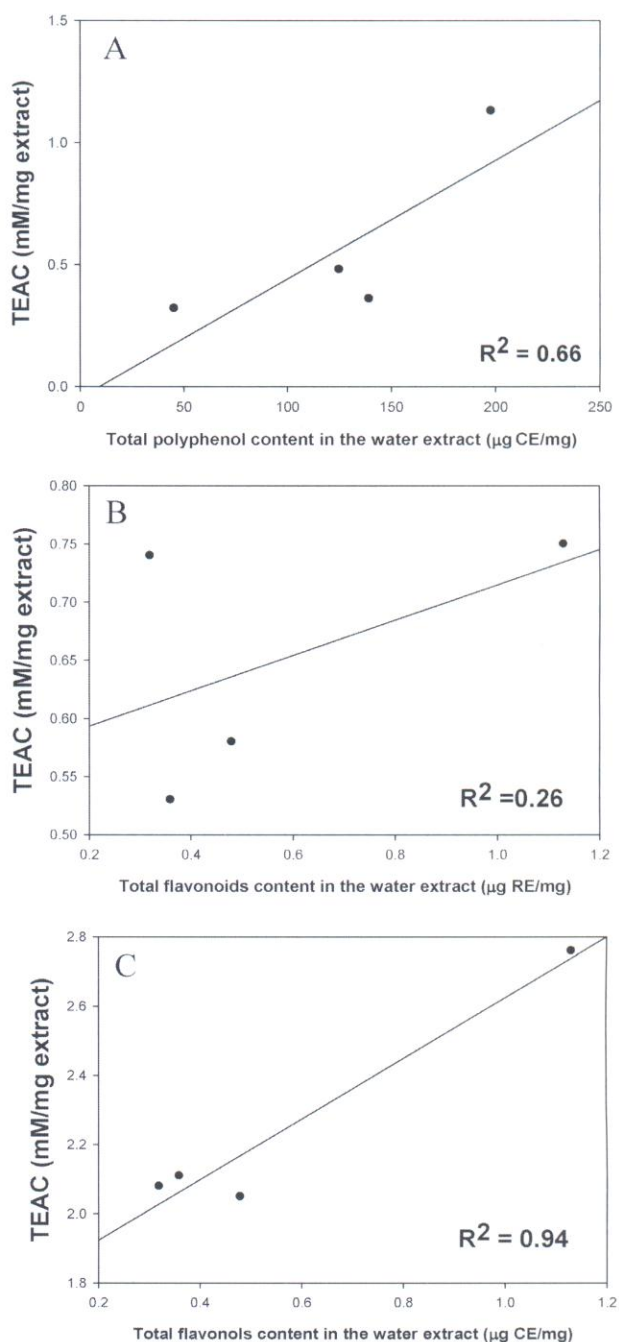 A
1.5
1.0
0.5
0.0
TEAC (mM/mg extract)
R² = 0.66
0 50 100 150 200 250
Total polyphenol content in the water extract (µg CE/mg)
B
0.80
0.75
0.70
0.65
0.60
0.55
0.50
TEAC (mM/mg extract)
R² =0.26
0.2 0.4 0.6 0.8 1.0 1.2
Total flavonoids content in the water extract (µg RE/mg)
C
2.8
2.6
2.4
2.2
2.0
1.8
TEAC (mM/mg extract)
R² = 0.94
0.2 0.4 0.6 0.8 1.0 1.2
Total flavonols content in the water extract (µg CE/mg)